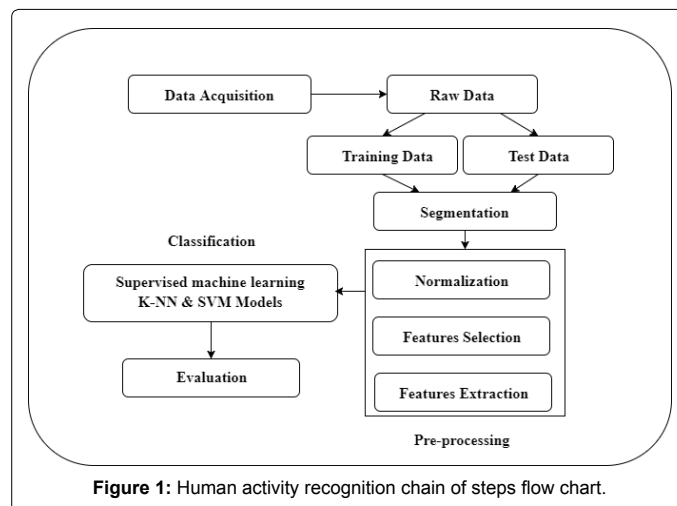 Data Acquisition
Raw Data
Training Data
Test Data
Segmentation
Classification
Supervised machine learning
K-NN & SVM Models
Normalization
Features Selection
Evaluation
Features Extraction
Pre-processing
Figure 1: Human activity recognition chain of steps flow chart.